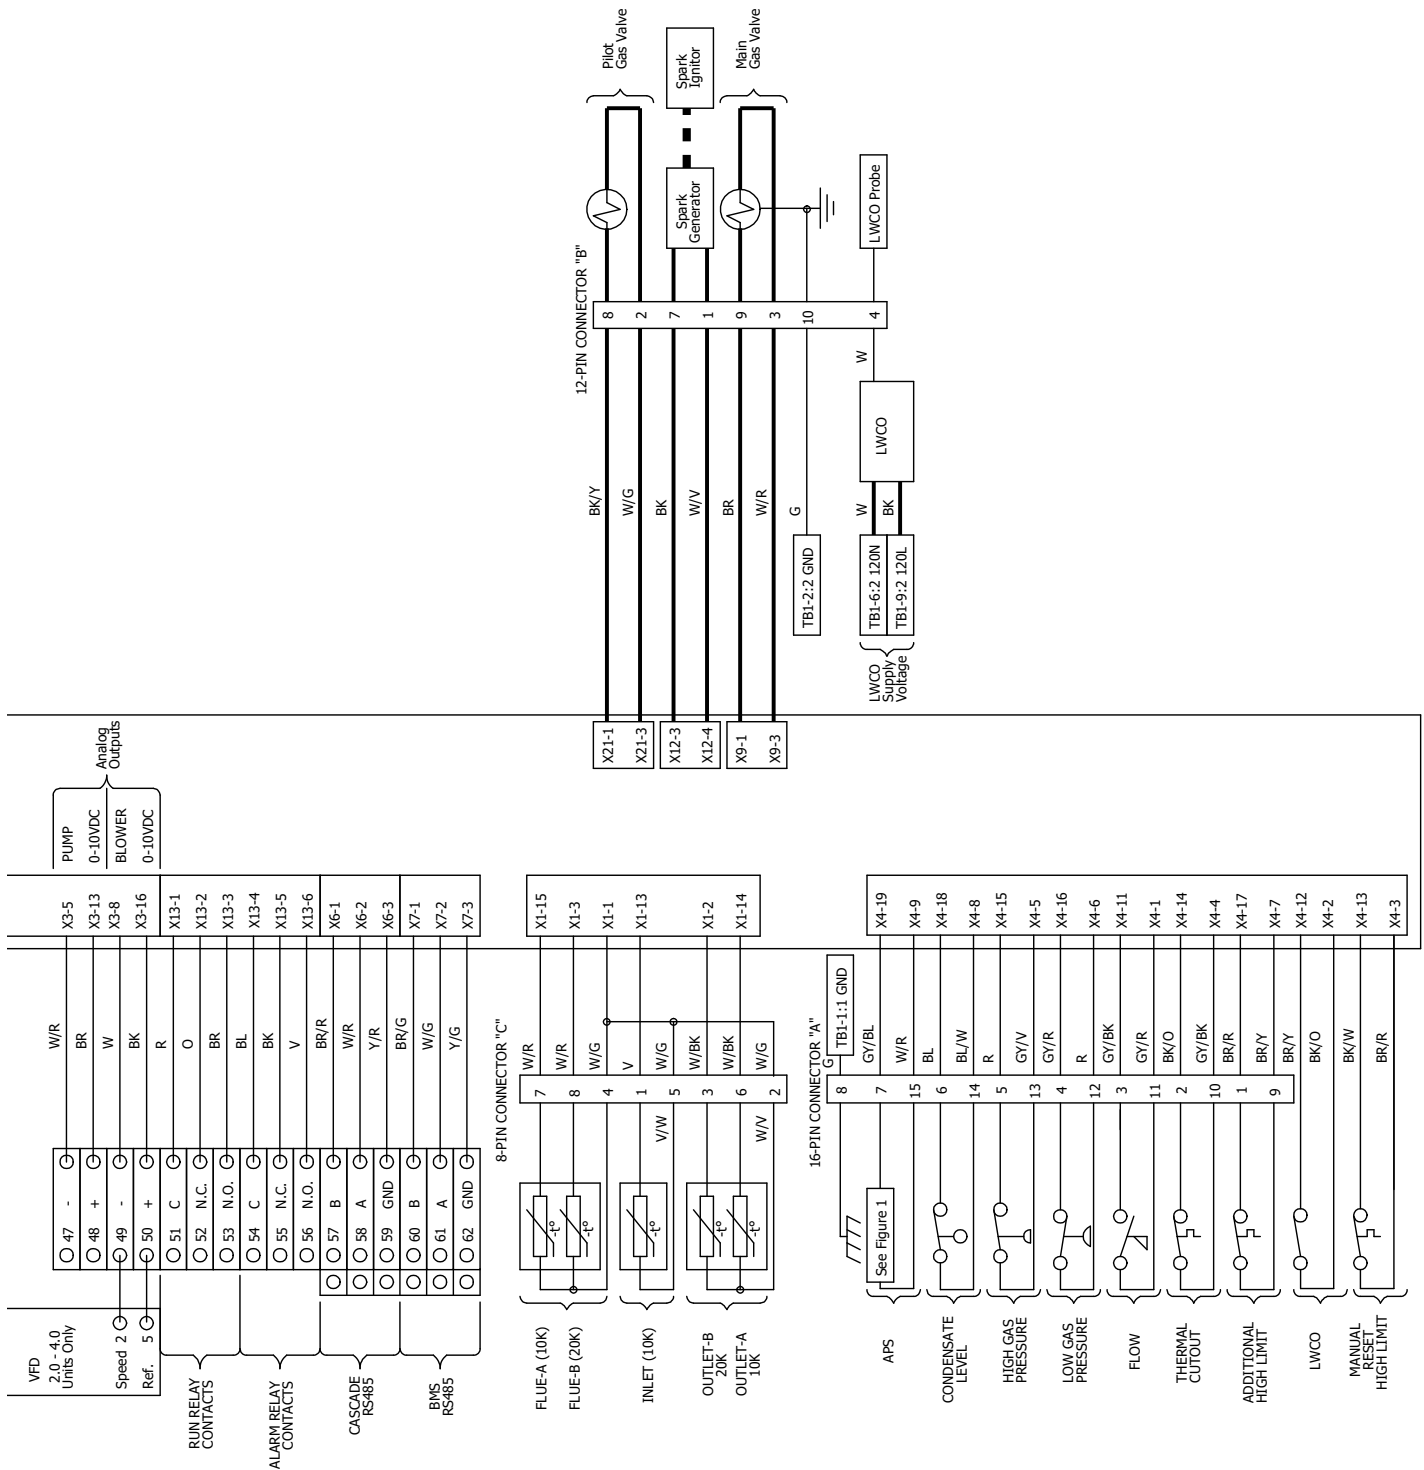 Pilot
Gas Valve
Spark
Ignitor
Main
Gas Valve
Spark
Generator
LWCO Probe
12-PIN CONNECTOR "B"
8
2
7
1
9
3
10
4
W
LWCO
BK/Y
W/G
BK
W/V
BR
W/R
G
W
BK
TB1-2:2 GND
TB1-6:2 120N
TB1-9:2 120L
LWCO
Supply
Voltage
X21-1
X21-3
X12-3
X12-4
X9-1
X9-3
Analog
Outputs
PUMP
0-10VDC
BLOWER
0-10VDC
X3-5
X3-13
X3-8
X3-16
X13-1
X13-2
X13-3
X13-4
X13-5
X13-6
X6-1
X6-2
X6-3
X7-1
X7-2
X7-3
X1-15
X1-3
X1-1
X1-13
X1-2
X1-14
X4-19
X4-9
X4-18
X4-8
X4-15
X4-5
X4-16
X4-6
X4-11
X4-1
X4-14
X4-4
X4-17
X4-7
X4-12
X4-2
X4-13
X4-3
W/R
BR
W
BK
R
O
BR
BL
BK
V
BR/R
W/R
Y/R
BR/G
W/G
Y/G
8-PIN CONNECTOR "C"
W/R
W/R
W/G
V
W/G
W/BK
W/BK
W/G
16-PIN CONNECTOR "A"
G
TB1-1:1 GND
GY/BL
W/R
BL
BL/W
R
GY/V
GY/R
R
GY/BK
GY/R
BK/O
GY/BK
BR/R
BR/Y
BR/Y
BK/O
BK/W
BR/R
7
8
4
1
5
3
6
2
V/W
W/V
8
7
15
6
14
5
13
4
12
3
11
2
10
1
9
47 -
48 +
49 -
50 +
51 C
52 N.C.
53 N.O.
54 C
55 N.C.
56 N.O.
57 B
58 A
59 GND
60 B
61 A
62 GND
-t°
-t°
-t°
-t°
-t°
See Figure 1
VFD
2.0 - 4.0
Units Only
Speed 2
Ref. 5
RUN RELAY
CONTACTS
ALARM RELAY
CONTACTS
CASCADE
RS485
BMS
RS485
FLUE-A (10K)
FLUE-B (20K)
INLET (10K)
OUTLET-B
20K
OUTLET-A
10K
APS
CONDENSATE
LEVEL
HIGH GAS
PRESSURE
LOW GAS
PRESSURE
FLOW
THERMAL
CUTOUT
ADDITIONAL
HIGH LIMIT
LWCO
MANUAL
RESET
HIGH LIMIT